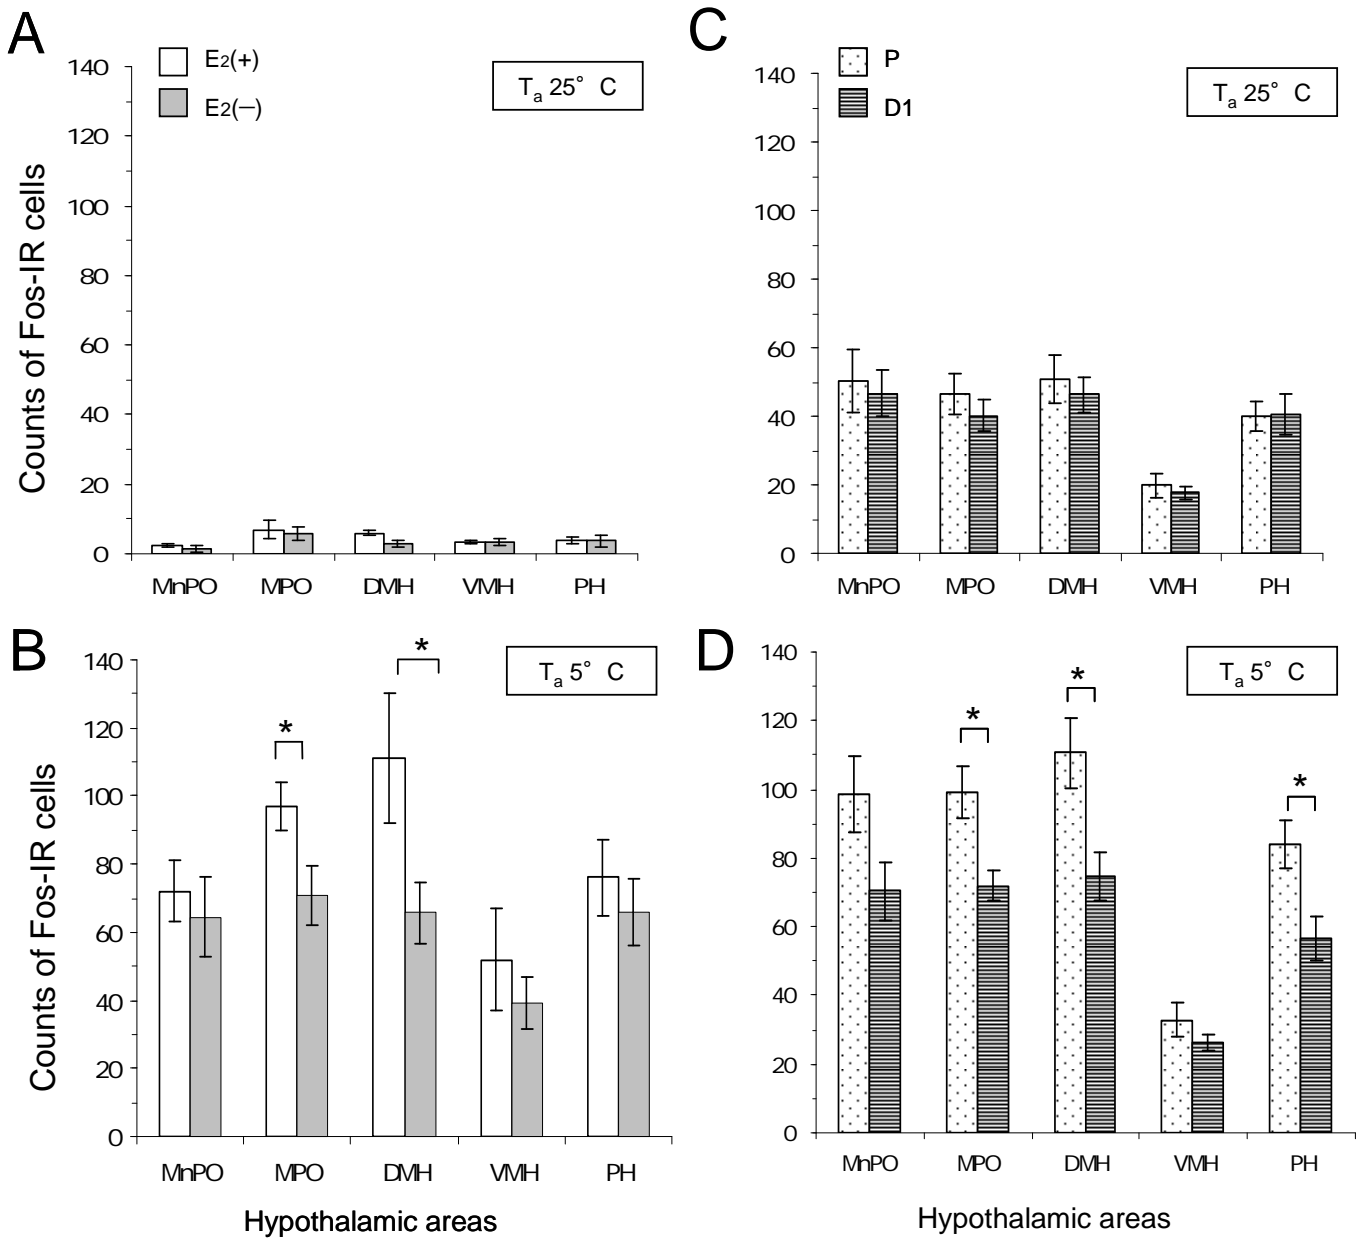 A
E2(+)
E2(—)
Ta 25° C
Counts of Fos-IR cells
140
120
100
80
60
40
20
0
MnPO MPO DMH VMH PH
C
P
D1
Ta 25° C
140
120
100
80
60
40
20
0
MnPO MPO DMH VMH PH
B
Ta 5° C
Counts of Fos-IR cells
140
120
100
80
60
40
20
0
*
*
MnPO MPO DMH VMH PH
Hypothalamic areas
D
Ta 5° C
140
120
100
80
60
40
20
0
*
*
*
MnPO MPO DMH VMH PH
Hypothalamic areas